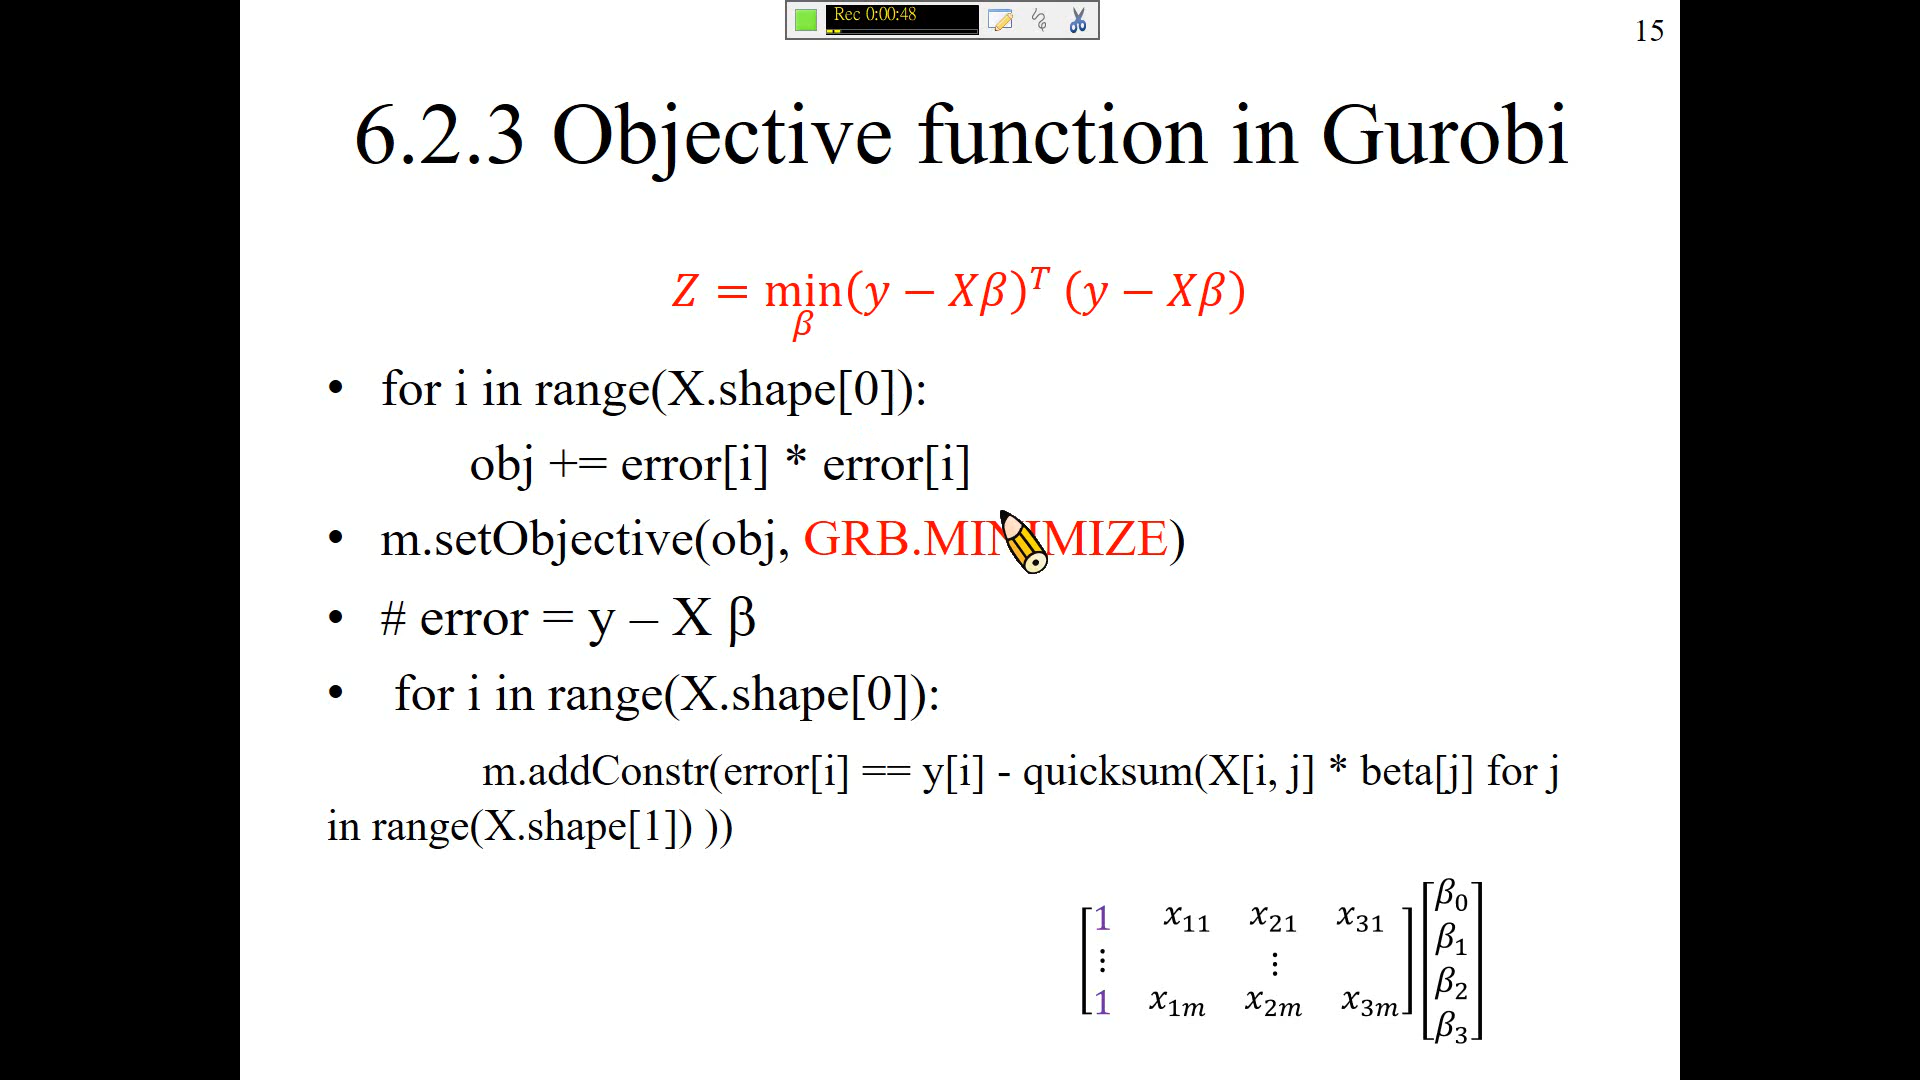 Rec 0:00:48
15
6.2.3 Objective function in Gurobi
Z = min(y − Xβ)ᵀ (y − Xβ)
β
• for i in range(X.shape[0]):
obj += error[i] * error[i]
• m.setObjective(obj, GRB.MINIMIZE)
• # error = y – X β
• for i in range(X.shape[0]):
m.addConstr(error[i] == y[i] - quicksum(X[i, j] * beta[j] for j
in range(X.shape[1]) ))
1 x₁₁ x₂₁ x₃₁
⋮ ⋮
1 x₁ₘ x₂ₘ x₃ₘ
β₀
β₁
β₂
β₃